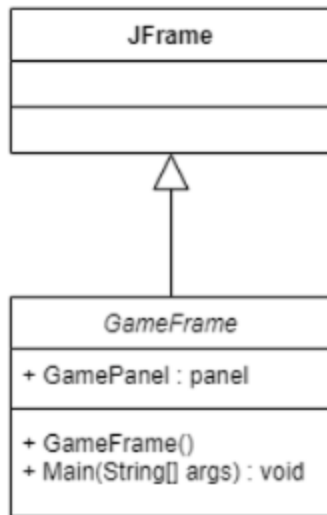 JFrame
GameFrame
+ GamePanel : panel
+ GameFrame()
+ Main(String[] args) : void